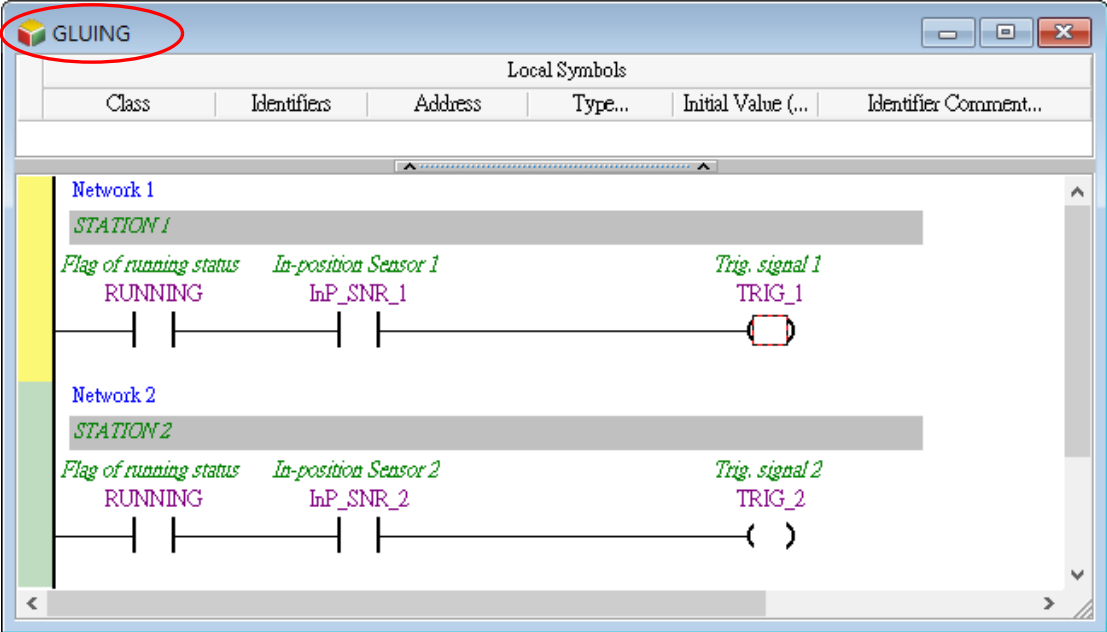 GLUING
Local Symbols
Class Identifiers Address Type... Initial Value (... Identifier Comment...
Network 1
STATION 1
Flag of running status In-position Sensor 1 Trig. signal 1
RUNNING InP_SNR_1 TRIG_1
Network 2
STATION 2
Flag of running status In-position Sensor 2 Trig. signal 2
RUNNING InP_SNR_2 TRIG_2